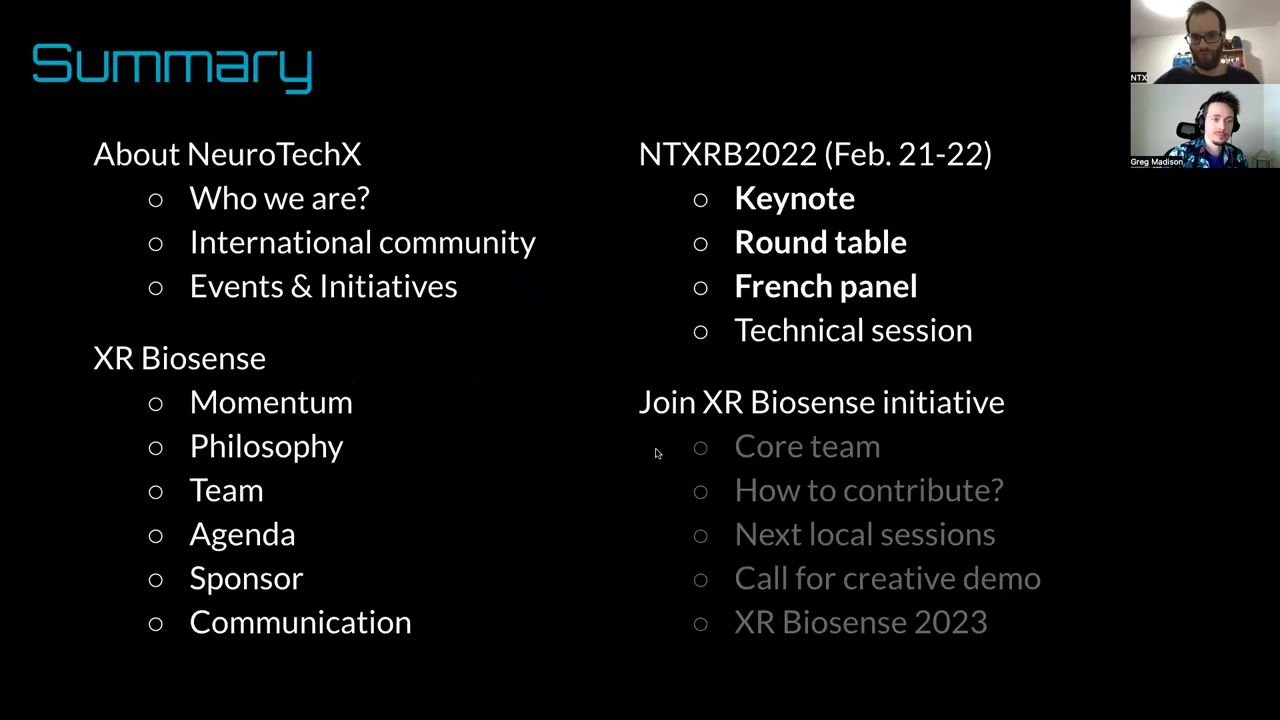 Summary
About NeuroTechX
○ Who we are?
○ International community
○ Events & Initiatives
XR Biosense
○ Momentum
○ Philosophy
○ Team
○ Agenda
○ Sponsor
○ Communication
NTXRB2022 (Feb. 21-22)
○ Keynote
○ Round table
○ French panel
○ Technical session
Join XR Biosense initiative
○ Core team
○ How to contribute?
○ Next local sessions
○ Call for creative demo
○ XR Biosense 2023
NTX
Greg Madison